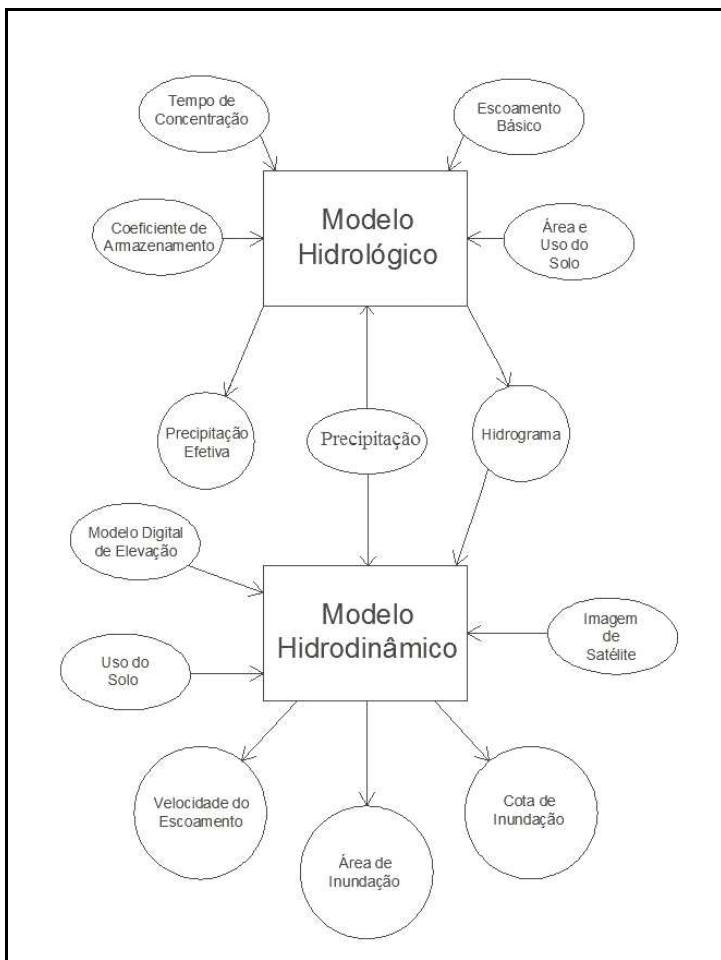 Tempo de
Concentração
Escoamento
Básico
Modelo
Hidrológico
Coeficiente de
Armazenamento
Área e
Uso do
Solo
Precipitação
Efetiva
Precipitação
Hidrograma
Modelo Digital
de Elevação
Modelo
Hidrodinâmico
Imagem
de
Satélite
Uso do
Solo
Velocidade do
Escoamento
Área de
Inundação
Cota de
Inundação